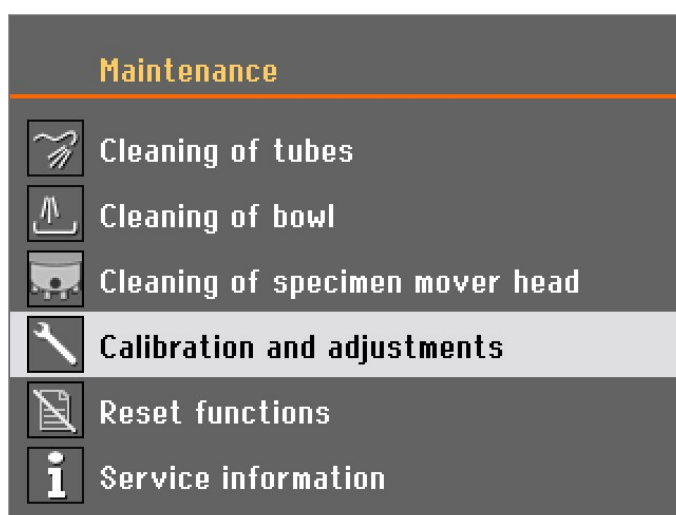 Maintenance
Cleaning of tubes
Cleaning of bowl
Cleaning of specimen mover head
Calibration and adjustments
Reset functions
Service information